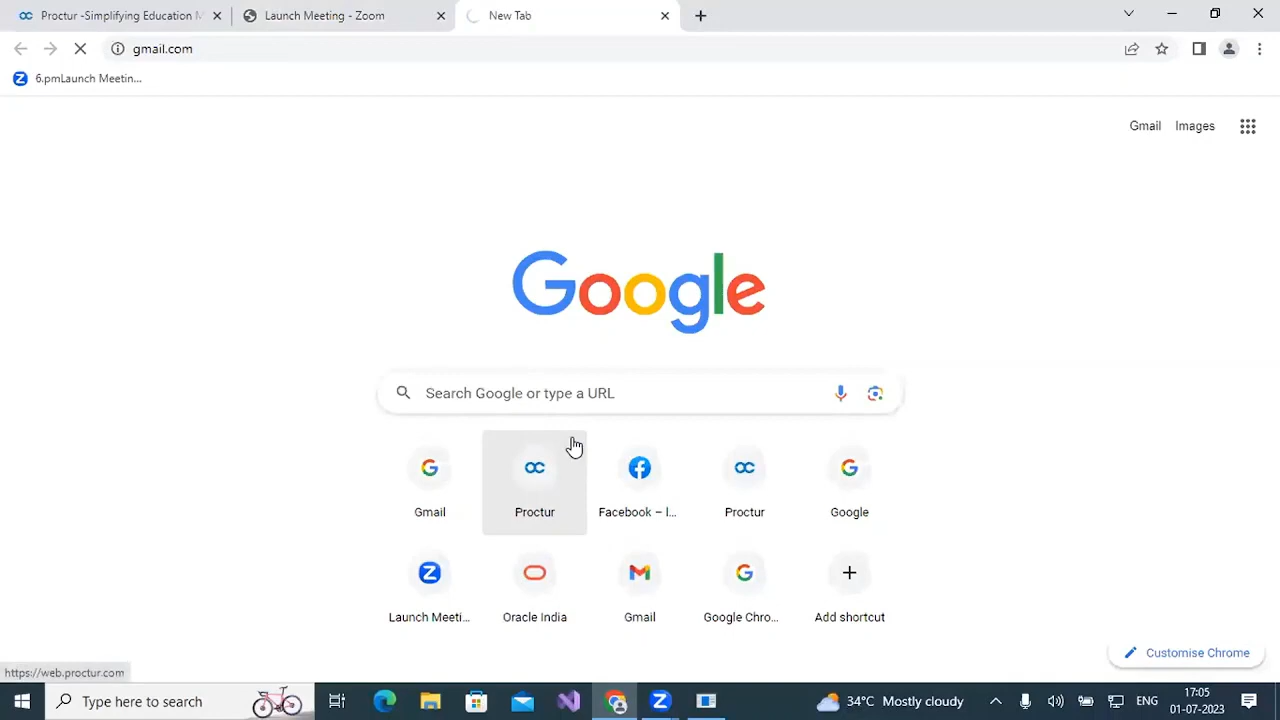 Proctur -Simplifying Education M
Launch Meeting - Zoom
New Tab
gmail.com
6.pmLaunch Meetin...
Gmail
Images
Google
Search Google or type a URL
Gmail
Proctur
Facebook – l...
Proctur
Google
Launch Meeti...
Oracle India
Gmail
Google Chro...
Add shortcut
Customise Chrome
https://web.proctur.com
Type here to search
34°C Mostly cloudy
ENG
17:05
01-07-2023